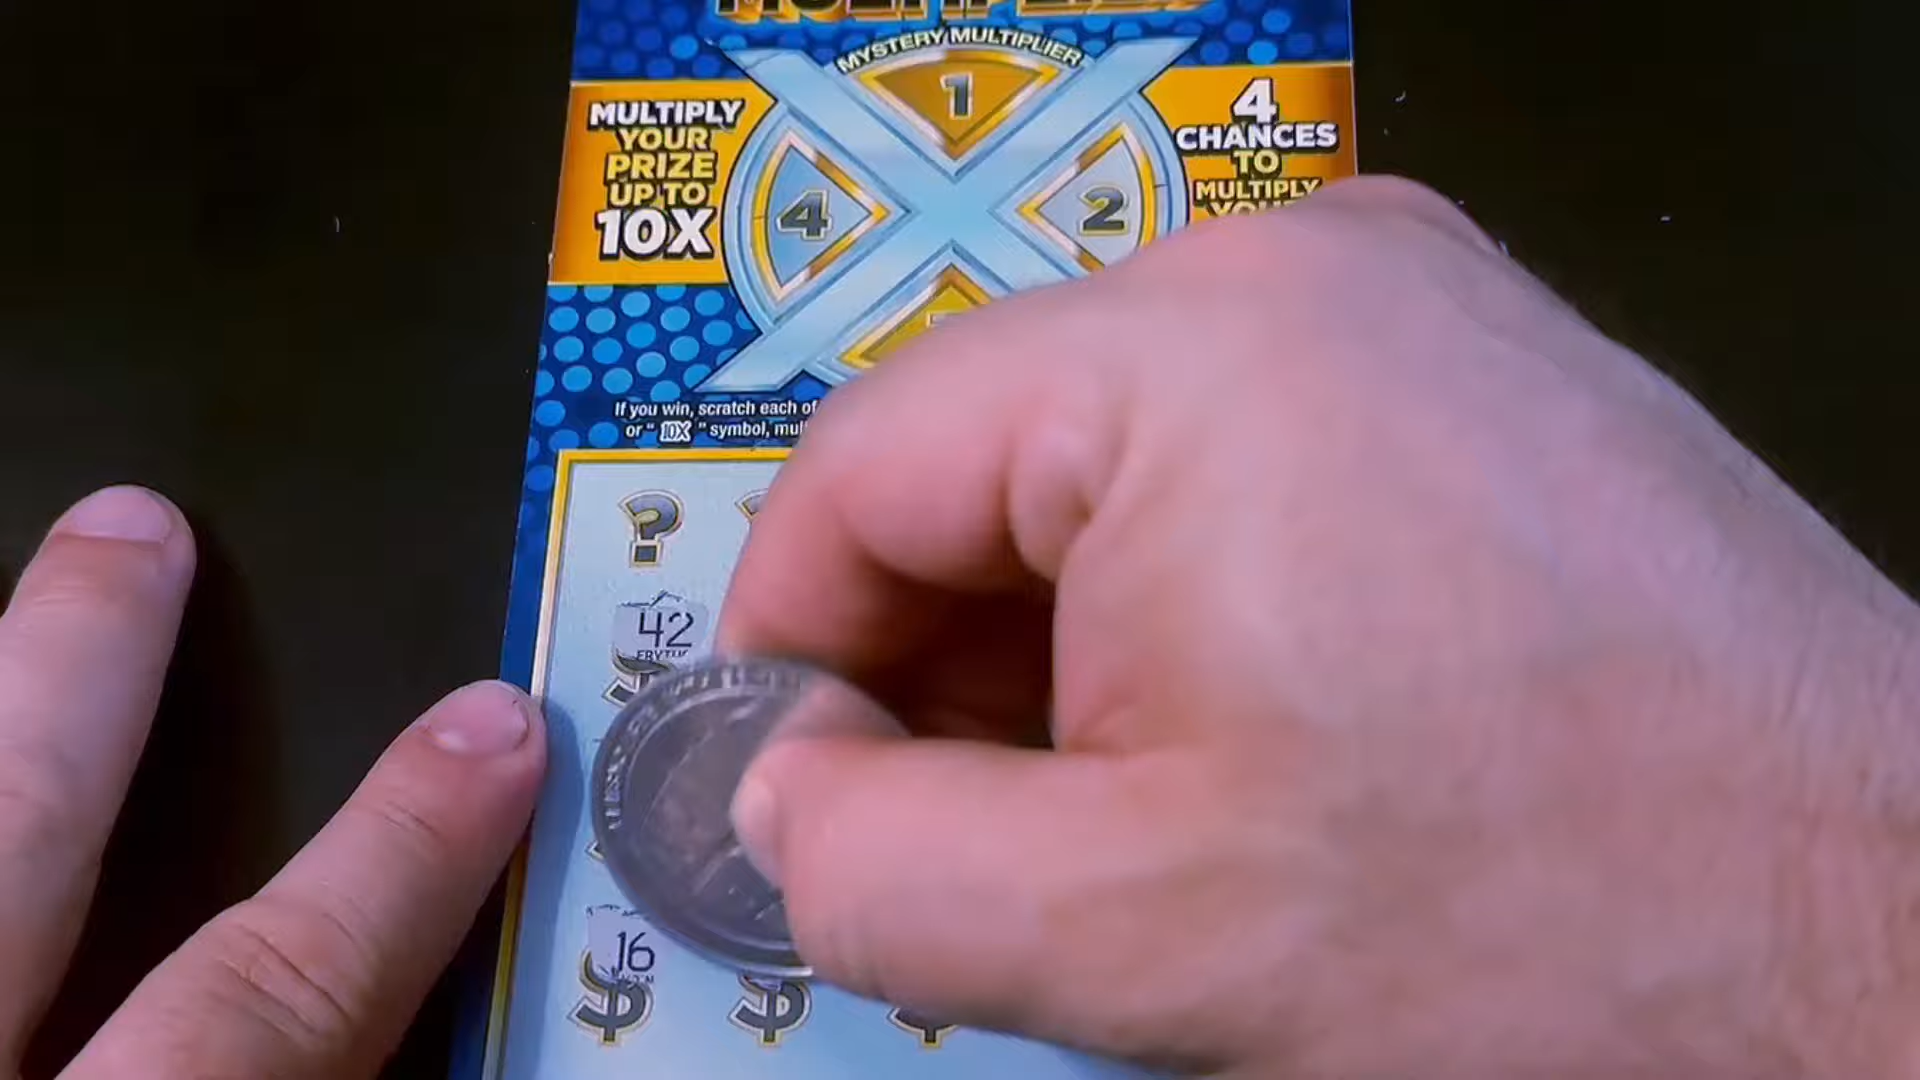 MYSTERY MULTIPLIER
1
MULTIPLY
YOUR
PRIZE
UP TO
10X
4
CHANCES
TO
MULTIPLY
4
2
If you win, scratch each of
or " 10X " symbol,
?
42
16
$ $